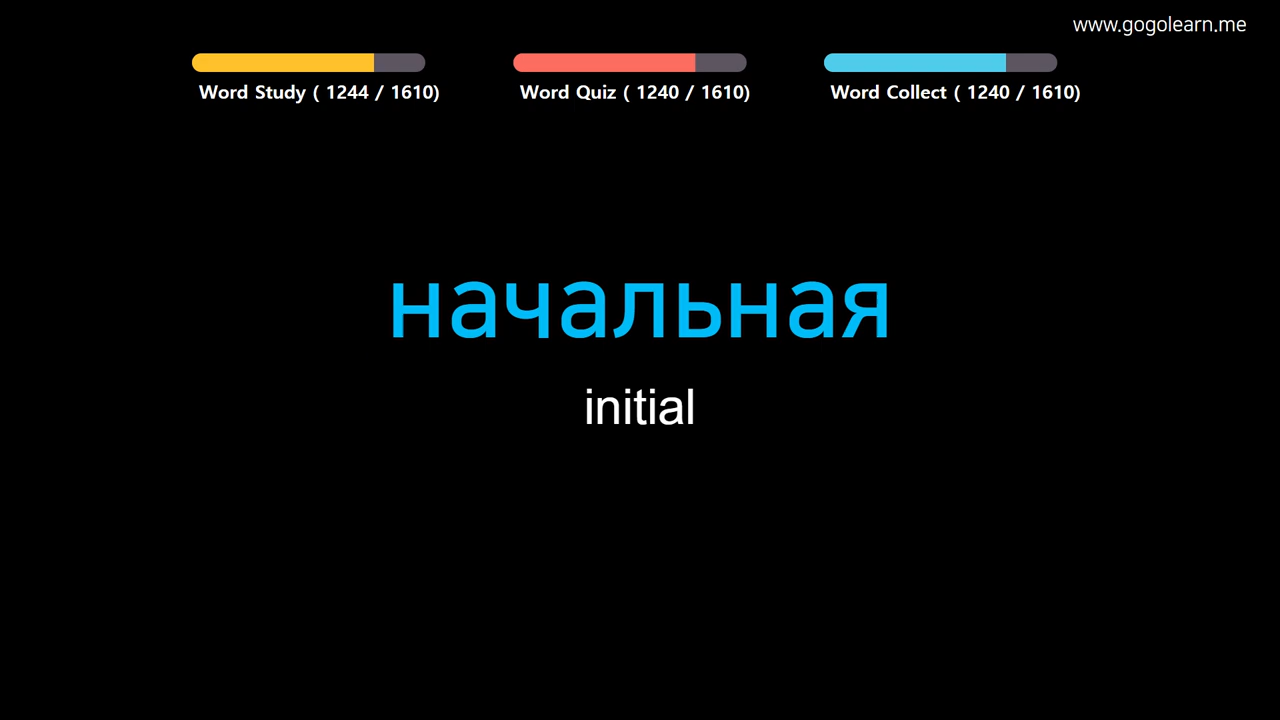 www.gogolearn.me
Word Study ( 1244 / 1610)
Word Quiz ( 1240 / 1610)
Word Collect ( 1240 / 1610)
начальная
initial